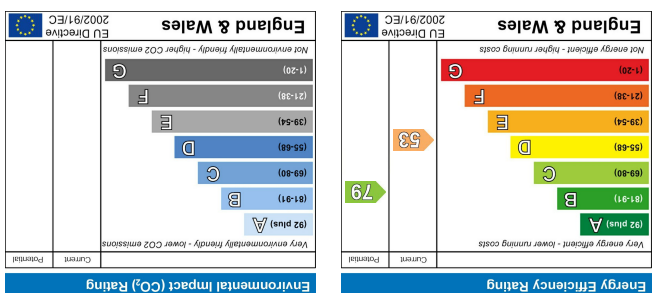 Energy Efficiency Rating
Current Potential
Very energy efficient - lower running costs
(92 plus) A
(81-91) B
(69-80) C
(55-68) D
(39-54) E
(21-38) F
(1-20) G
79
53
Not energy efficient - higher running costs
England & Wales
EU Directive
2002/91/EC
Environmental Impact (CO₂) Rating
Current Potential
Very environmentally friendly - lower CO2 emissions
(92 plus) A
(81-91) B
(69-80) C
(55-68) D
(39-54) E
(21-38) F
(1-20) G
Not environmentally friendly - higher CO2 emissions
England & Wales
EU Directive
2002/91/EC